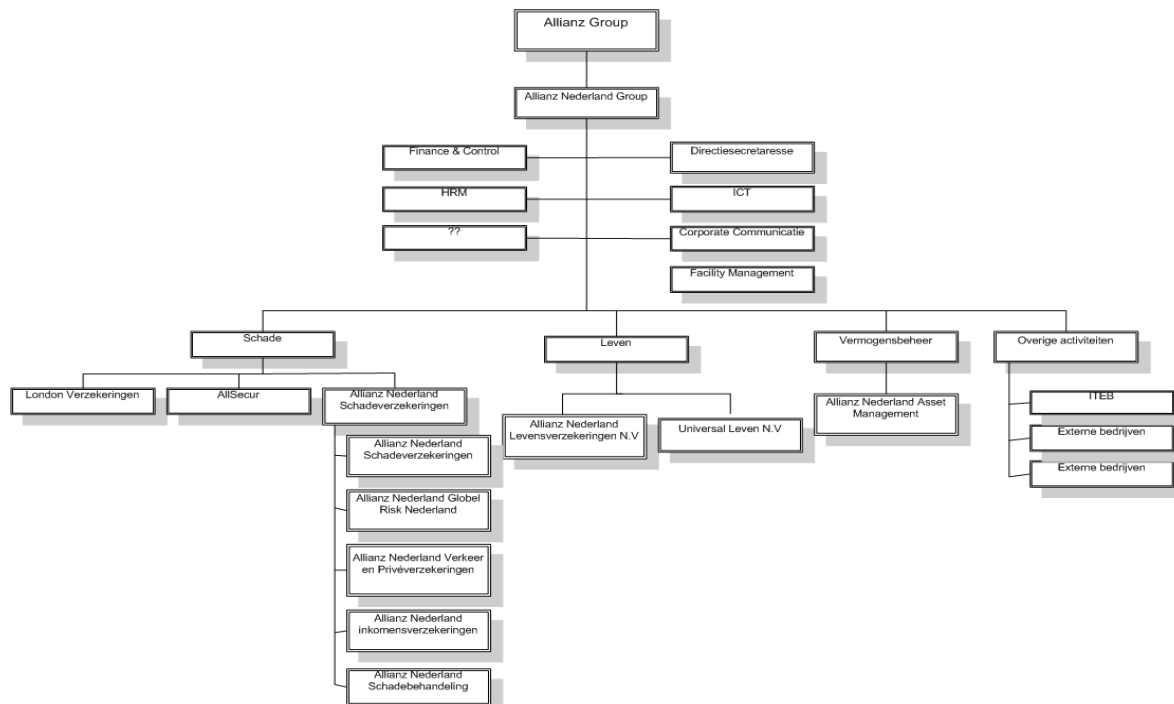 Allianz Group
Allianz Nederland Group
Finance & Control
Directiesecretaresse
HRM
ICT
??
Corporate Communicatie
Facility Management
Schade
Leven
Vermogensbeheer
Overige activiteiten
London Verzekeringen
AllSecur
Allianz Nederland
Schadeverzekeringen
Allianz Nederland
Schadeverzekeringen
Allianz Nederland Globel
Risk Nederland
Allianz Nederland Verkeer
en Privéverzekeringen
Allianz Nederland
inkomensverzekeringen
Allianz Nederland
Schadebehandeling
Allianz Nederland
Levensverzekeringen N.V
Universal Leven N.V
Allianz Nederland Asset
Management
ITEB
Externe bedrijven
Externe bedrijven